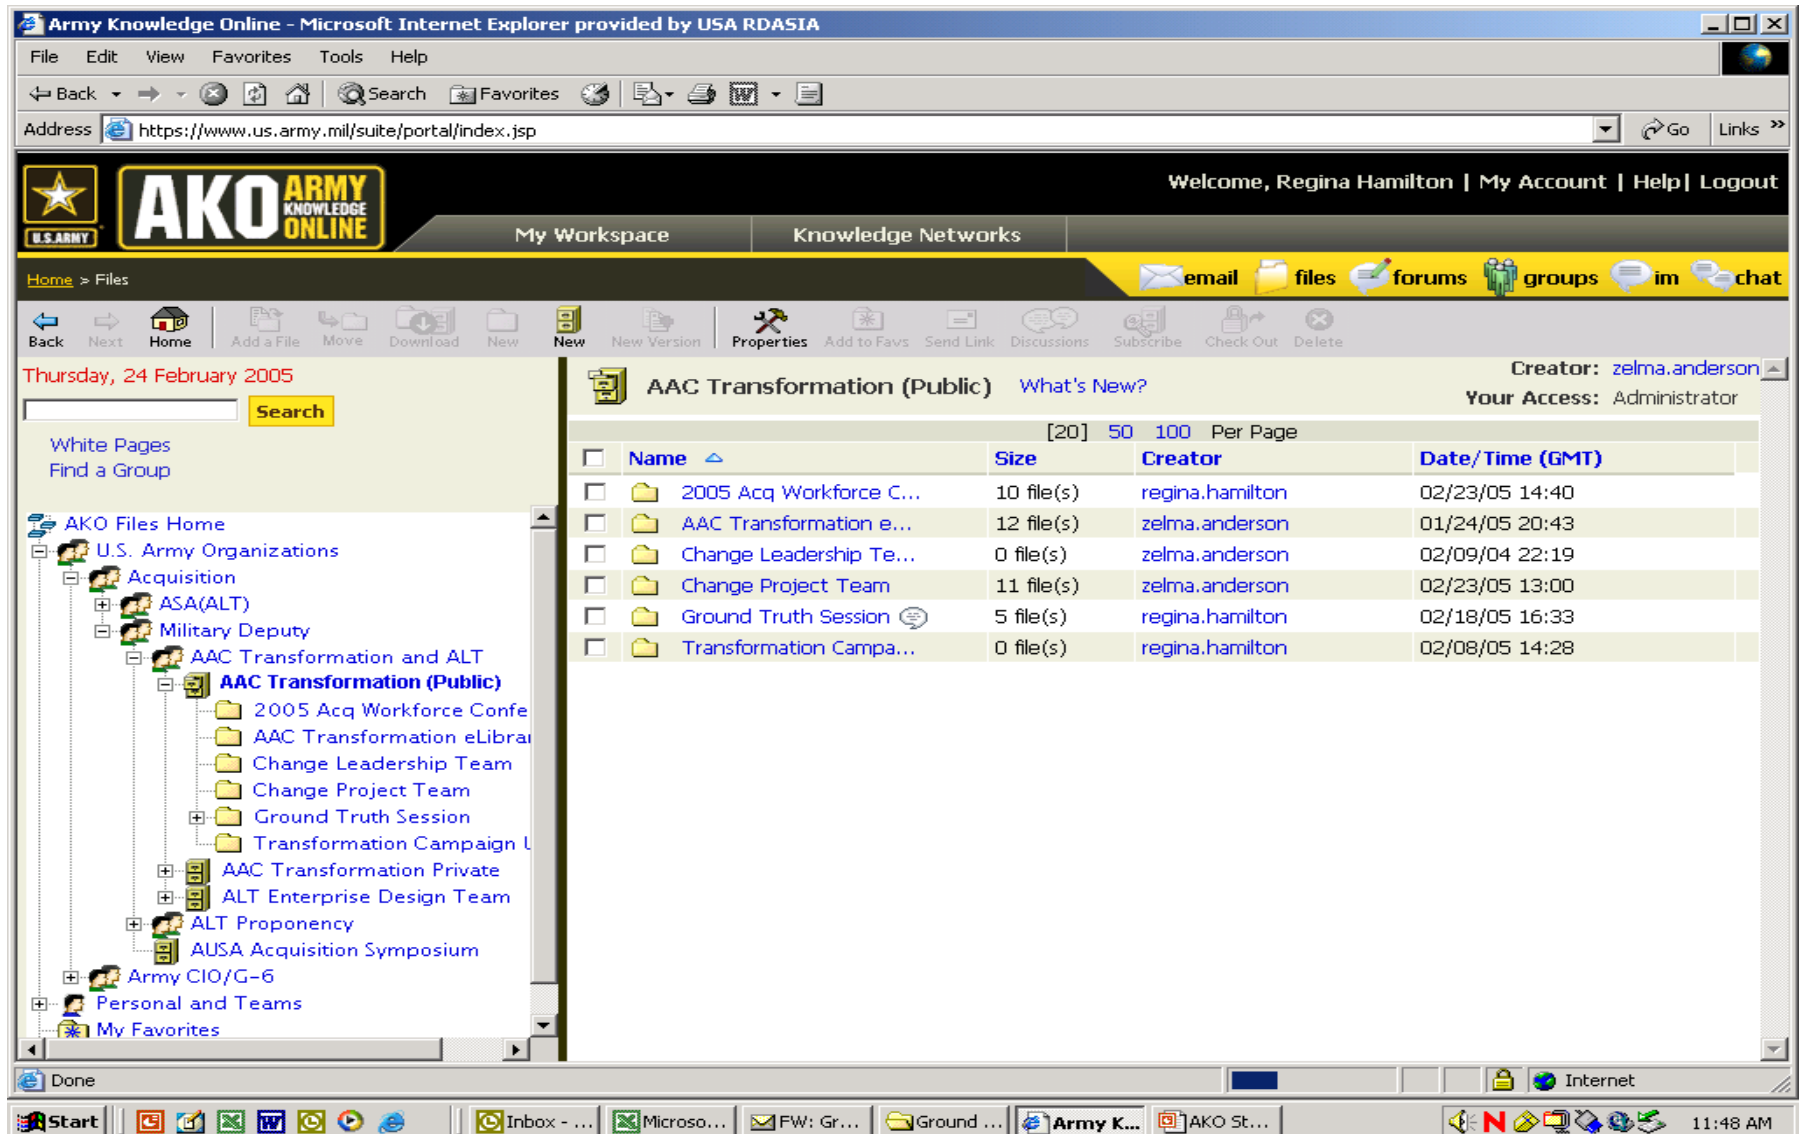 Army Knowledge Online - Microsoft Internet Explorer provided by USA RDASIA
File Edit View Favorites Tools Help
Back Search Favorites
Address https://www.us.army.mil/suite/portal/index.jsp Go Links »
U.S.ARMY AKO ARMY KNOWLEDGE ONLINE
Welcome, Regina Hamilton | My Account | Help| Logout
My Workspace Knowledge Networks
Home > Files
email files forums groups im chat
Back Next Home Add a File Move Download New New New Version Properties Add to Favs Send Link Discussions Subscribe Check Out Delete
Thursday, 24 February 2005
Search
White Pages
Find a Group
AKO Files Home
U.S. Army Organizations
Acquisition
ASA(ALT)
Military Deputy
AAC Transformation and ALT
AAC Transformation (Public)
2005 Acq Workforce Confe
AAC Transformation eLibrar
Change Leadership Team
Change Project Team
Ground Truth Session
Transformation Campaign
AAC Transformation Private
ALT Enterprise Design Team
ALT Proponency
AUSA Acquisition Symposium
Army CIO/G-6
Personal and Teams
My Favorites
AAC Transformation (Public) What's New?
Creator: zelma.anderson
Your Access: Administrator
[20] 50 100 Per Page
Name Size Creator Date/Time (GMT)
2005 Acq Workforce C... 10 file(s) regina.hamilton 02/23/05 14:40
AAC Transformation e... 12 file(s) zelma.anderson 01/24/05 20:43
Change Leadership Te... 0 file(s) zelma.anderson 02/09/04 22:19
Change Project Team 11 file(s) zelma.anderson 02/23/05 13:00
Ground Truth Session 5 file(s) regina.hamilton 02/18/05 16:33
Transformation Campa... 0 file(s) regina.hamilton 02/08/05 14:28
Done Internet
Start Inbox - ... Microso... FW: Gr... Ground ... Army K... AKO St... 11:48 AM